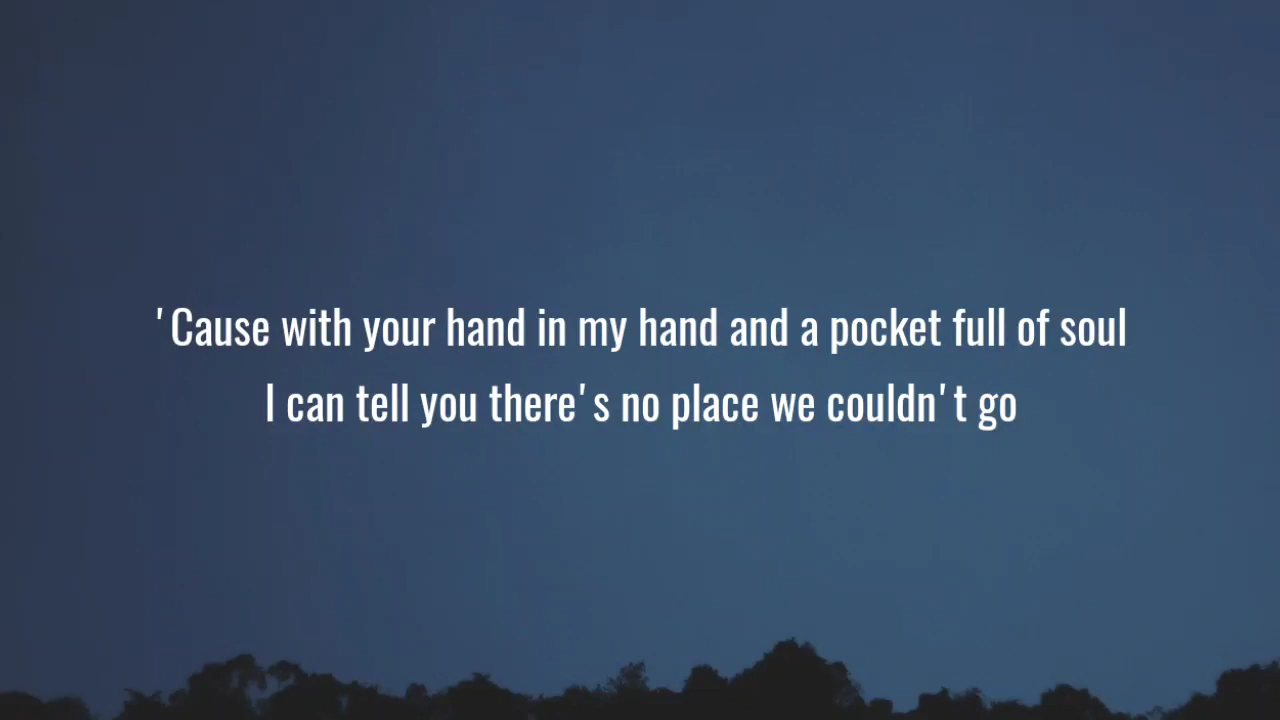 'Cause with your hand in my hand and a pocket full of soul
I can tell you there's no place we couldn't go